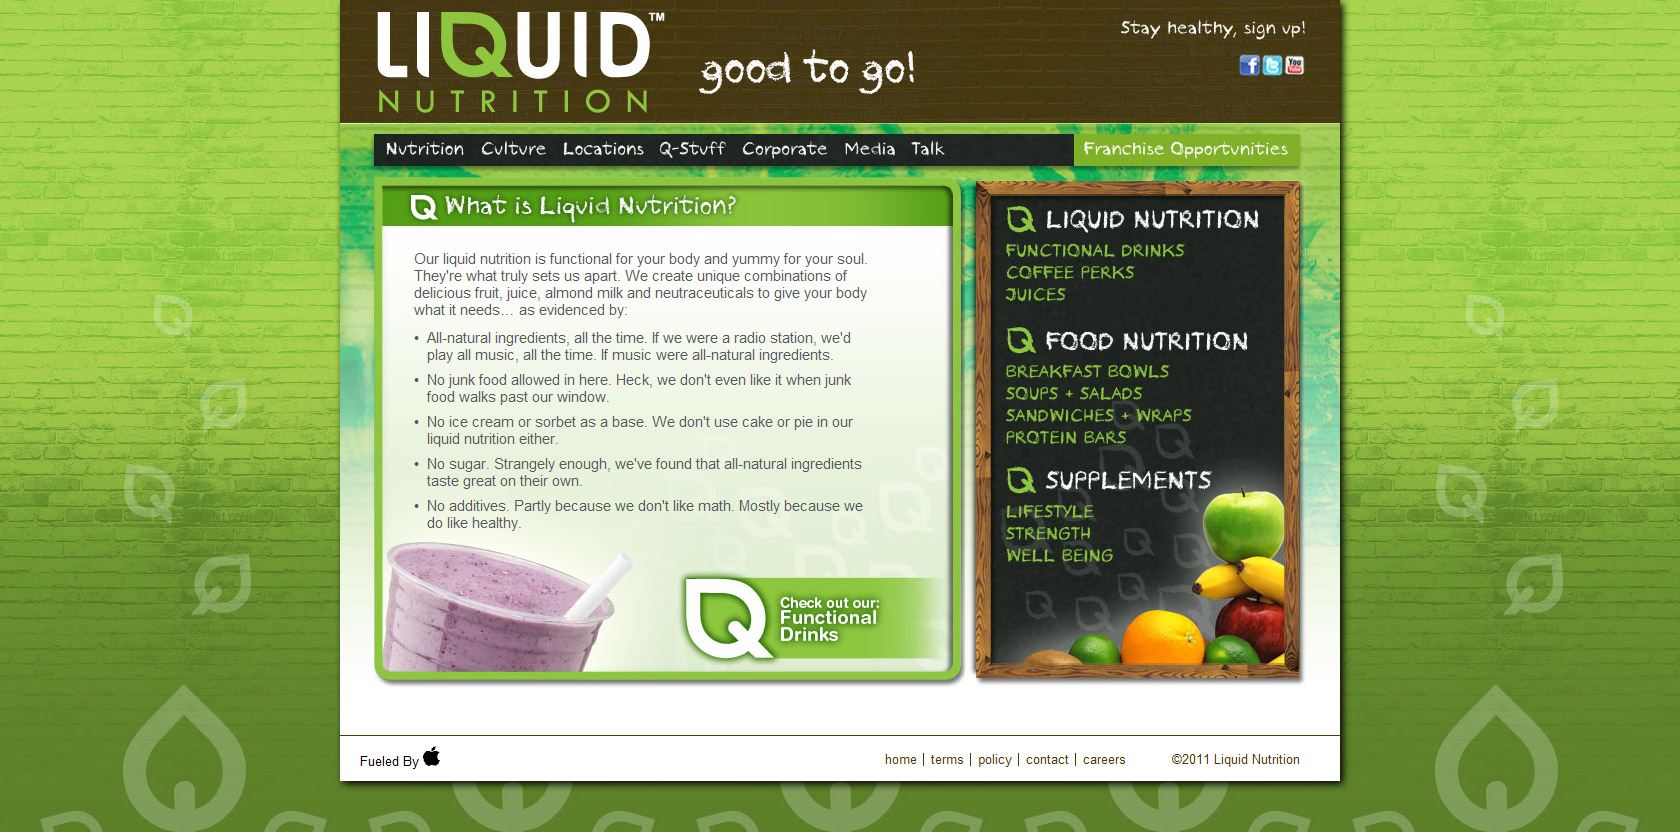 LIQUID™
NUTRITION
good to go!
Stay healthy, sign up!
You
Tube
Nutrition Culture Locations Q-Stuff Corporate Media Talk Franchise Opportunities
What is Liquid Nutrition?
Our liquid nutrition is functional for your body and yummy for your soul.
They're what truly sets us apart. We create unique combinations of
delicious fruit, juice, almond milk and neutraceuticals to give your body
what it needs… as evidenced by:
• All-natural ingredients, all the time. If we were a radio station, we'd
play all music, all the time. If music were all-natural ingredients.
• No junk food allowed in here. Heck, we don't even like it when junk
food walks past our window.
• No ice cream or sorbet as a base. We don't use cake or pie in our
liquid nutrition either.
• No sugar. Strangely enough, we've found that all-natural ingredients
taste great on their own.
• No additives. Partly because we don't like math. Mostly because we
do like healthy.
Check out our:
Functional
Drinks
LIQUID NUTRITION
FUNCTIONAL DRINKS
COFFEE PERKS
JUICES
FOOD NUTRITION
BREAKFAST BOWLS
SOUPS + SALADS
SANDWICHES + WRAPS
PROTEIN BARS
SUPPLEMENTS
LIFESTYLE
STRENGTH
WELL BEING
Fueled By
home | terms | policy | contact | careers
©2011 Liquid Nutrition